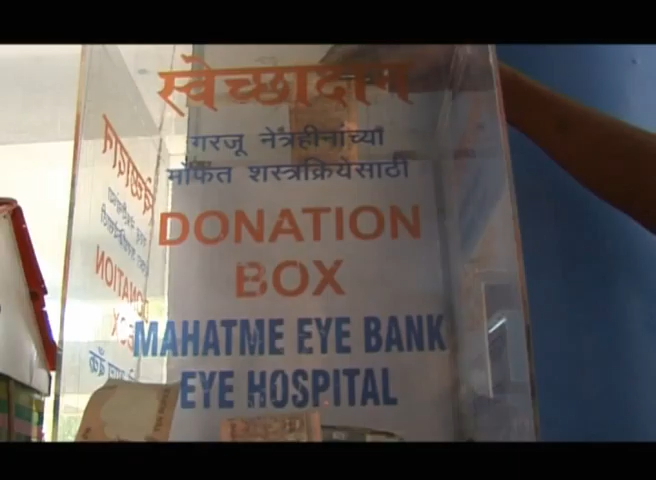 स्वेच्छादान
गरजू नेत्रहीनांच्या
मोफत शस्त्रक्रियेसाठी
DONATION
BOX
MAHATME EYE BANK
EYE HOSPITAL